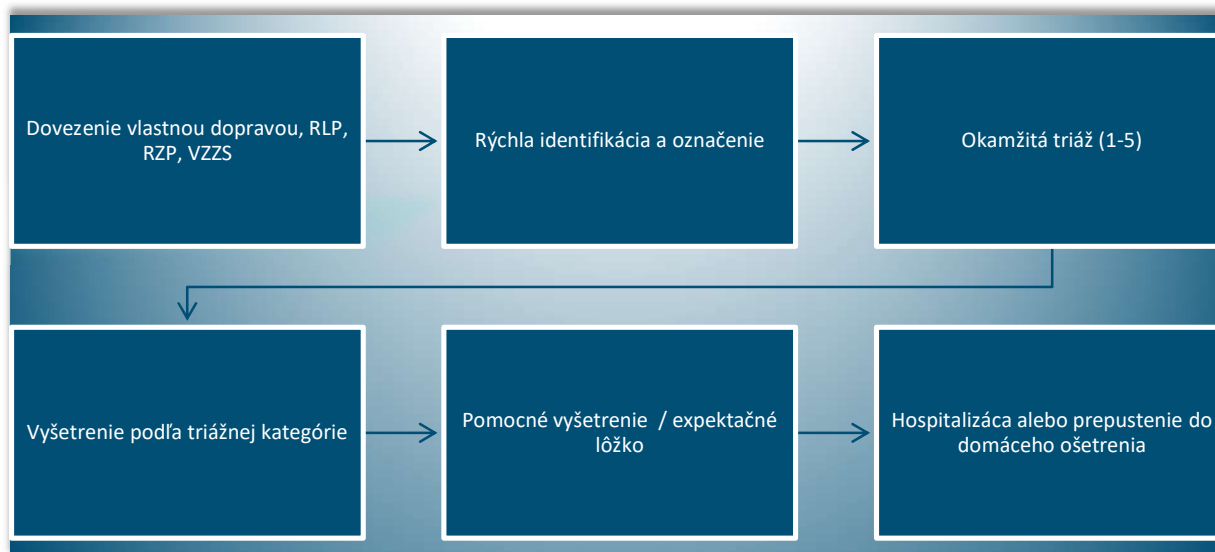 Dovezenie vlastnou dopravou, RLP,
RZP, VZZS
Rýchla identifikácia a označenie
Okamžitá triáž (1-5)
Vyšetrenie podľa triážnej kategórie
Pomocné vyšetrenie / expektačné
lôžko
Hospitalizáca alebo prepustenie do
domáceho ošetrenia